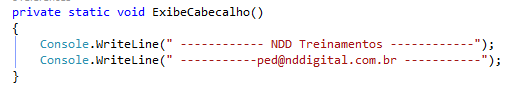 private static void ExibeCabecalho()
{
Console.WriteLine(" ------------ NDD Treinamentos ------------");
Console.WriteLine(" -----------ped@nddigital.com.br -----------");
}